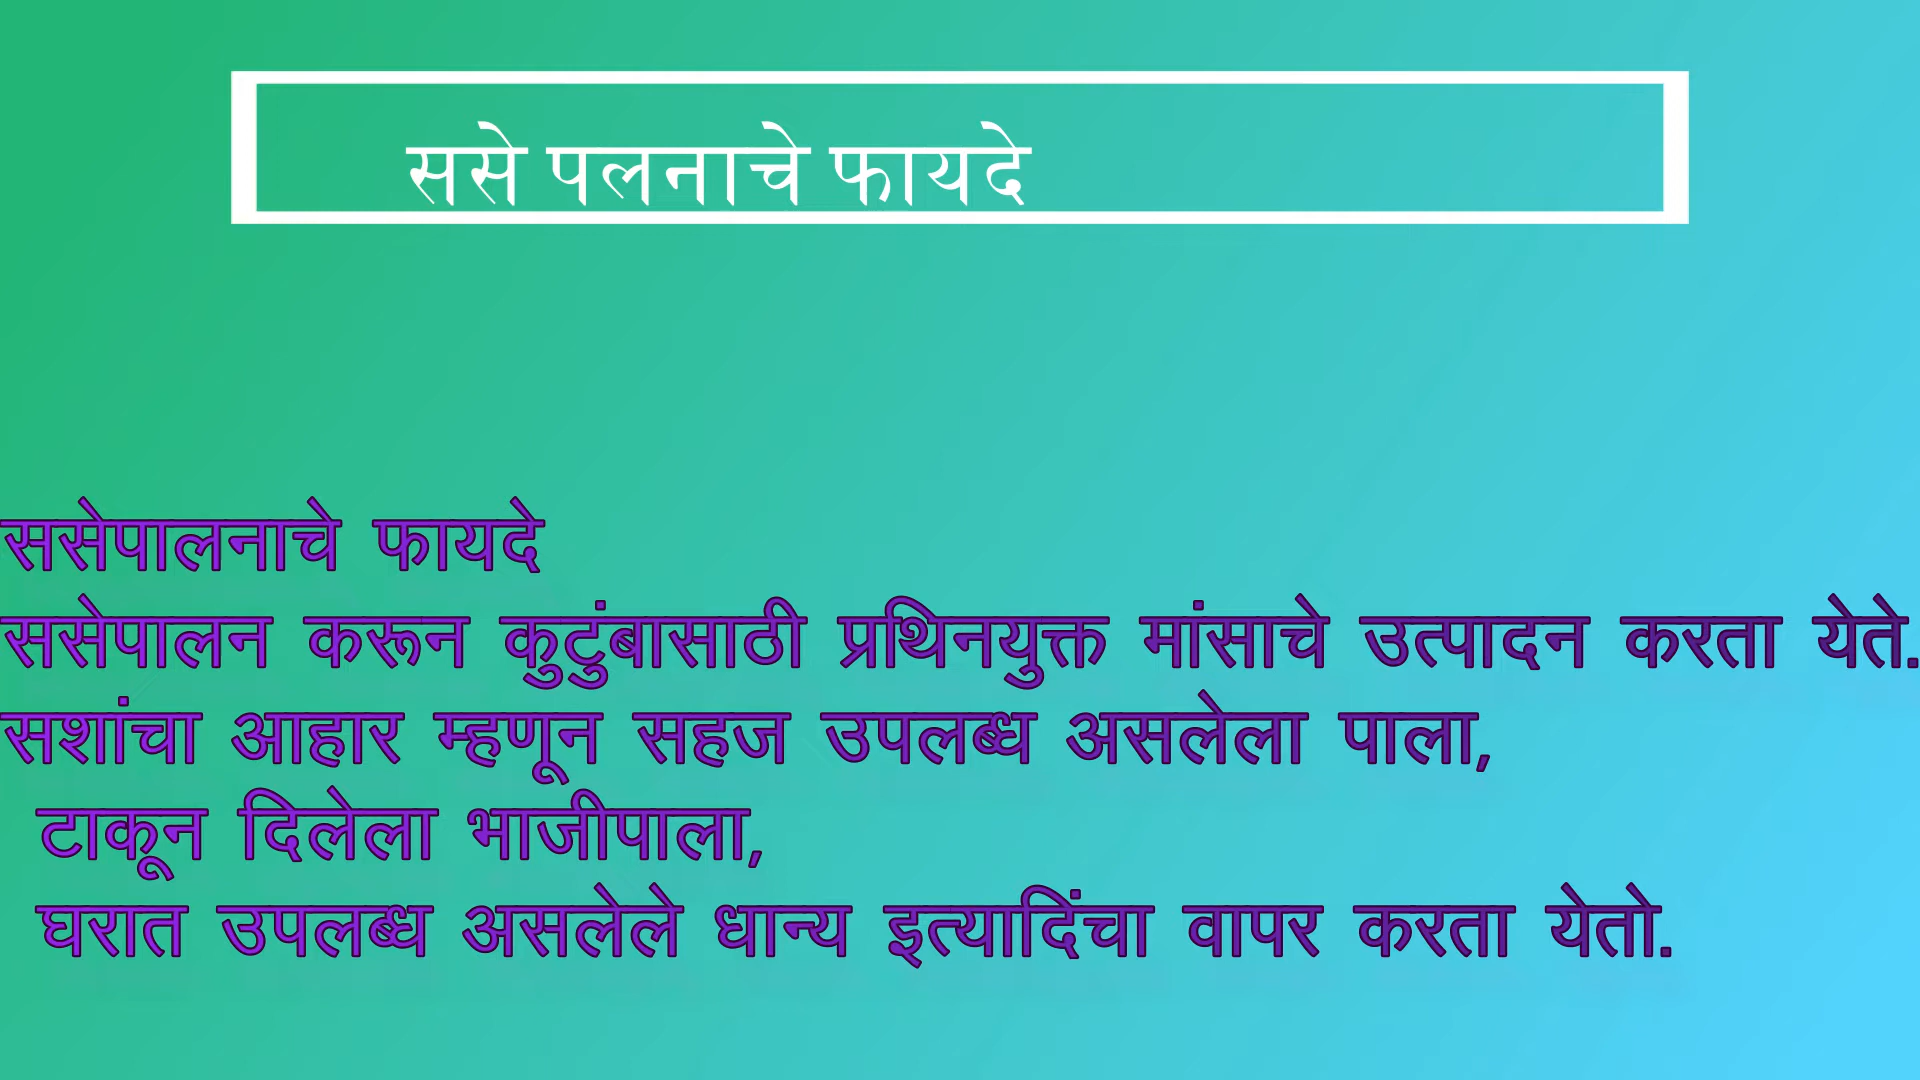 ससे पलनाचे फायदे
ससेपालनाचे फायदे
ससेपालन करून कुटुंबासाठी प्रथिनयुक्त मांसाचे उत्पादन करता येते.
सशांचा आहार म्हणून सहज उपलब्ध असलेला पाला,
टाकून दिलेला भाजीपाला,
घरात उपलब्ध असलेले धान्य इत्यादिंचा वापर करता येतो.